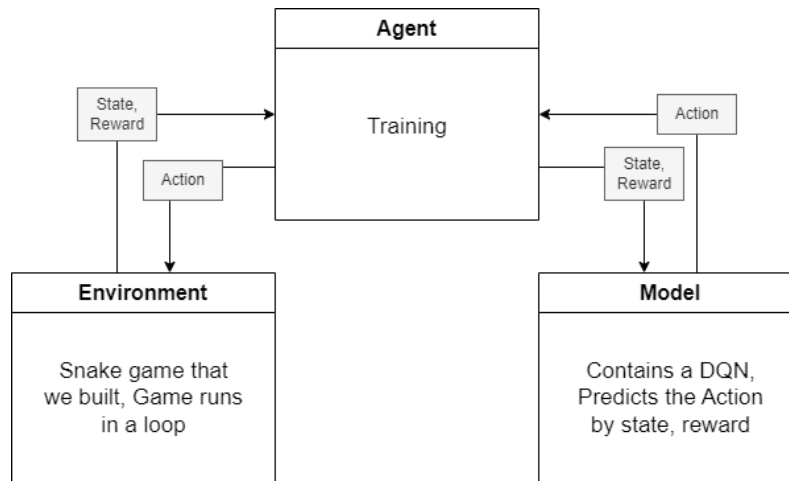 Agent
Training
State,
Reward
Action
Action
State,
Reward
Environment
Snake game that
we built, Game runs
in a loop
Model
Contains a DQN,
Predicts the Action
by state, reward